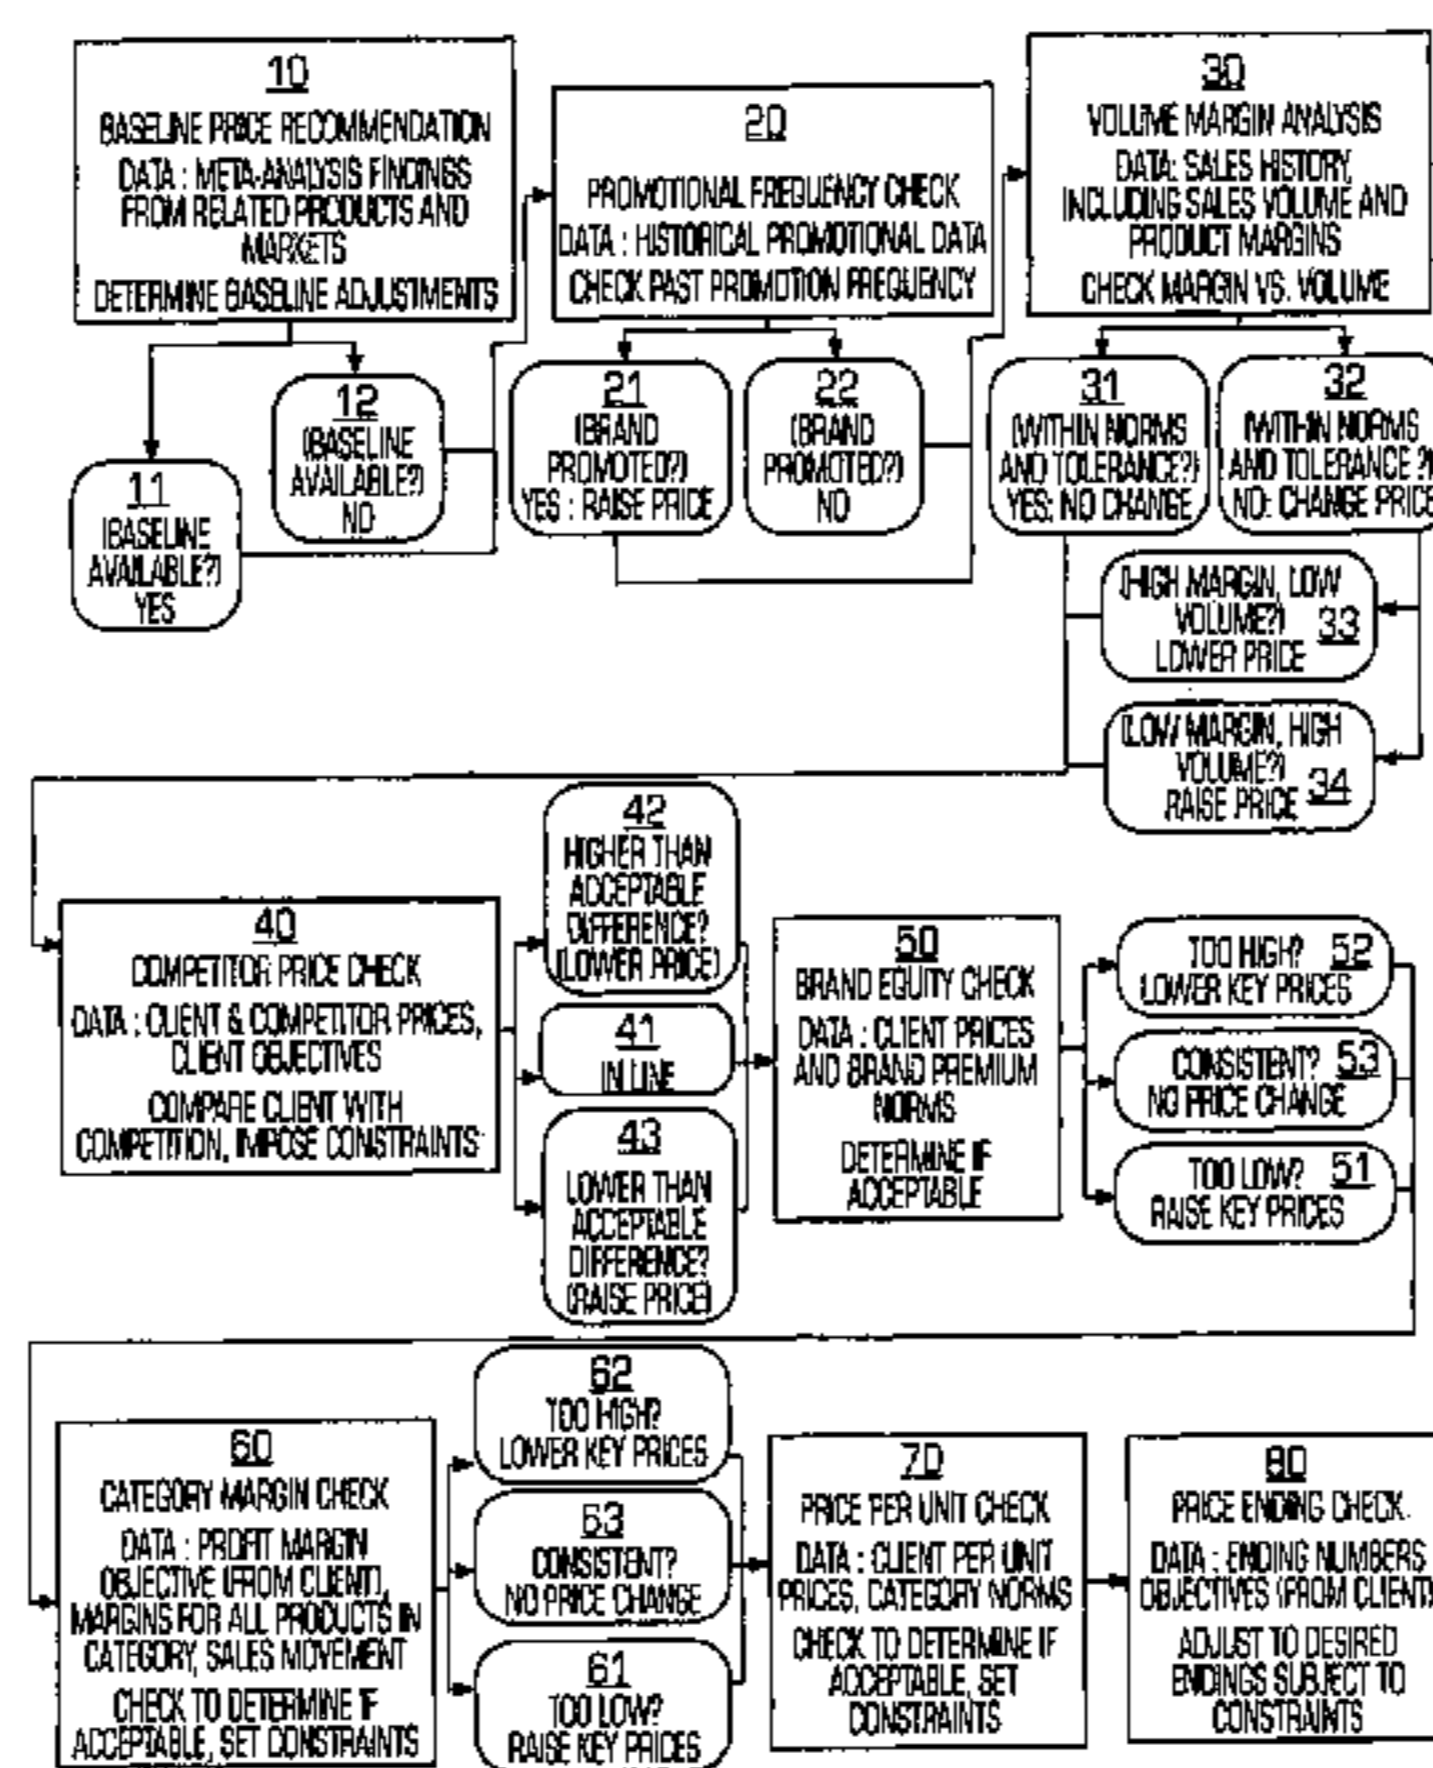 10
BASELINE PRICE RECOMMENDATION
DATA : META-ANALYSIS FINDINGS
FROM RELATED PRODUCTS AND
MARKETS
DETERMINE BASELINE ADJUSTMENTS
11
(BASELINE
AVAILABLE?)
YES
12
(BASELINE
AVAILABLE?)
NO
20
PROMOTIONAL FREQUENCY CHECK
DATA : HISTORICAL PROMOTIONAL DATA
CHECK PAST PROMOTION FREQUENCY
21
(BRAND
PROMOTED?)
YES : RAISE PRICE
22
(BRAND
PROMOTED?)
NO
30
VOLUME MARGIN ANALYSIS
DATA: SALES HISTORY,
INCLUDING SALES VOLUME AND
PRODUCT MARGINS
CHECK MARGIN VS. VOLUME
31
(WITHIN NORMS
AND TOLERANCE?)
YES: NO CHANGE
32
(WITHIN NORMS
AND TOLERANCE ?)
NO: CHANGE PRICE
(HIGH MARGIN, LOW
VOLUME?) 33
LOWER PRICE
(LOW MARGIN, HIGH
VOLUME?) 34
RAISE PRICE
40
COMPETITOR PRICE CHECK
DATA : CLIENT & COMPETITOR PRICES,
CLIENT OBJECTIVES
COMPARE CLIENT WITH
COMPETITION, IMPOSE CONSTRAINTS
42
HIGHER THAN
ACCEPTABLE
DIFFERENCE?
(LOWER PRICE)
41
IN LINE
43
LOWER THAN
ACCEPTABLE
DIFFERENCE?
(RAISE PRICE)
50
BRAND EQUITY CHECK
DATA : CLIENT PRICES
AND BRAND PREMIUM
NORMS
DETERMINE IF
ACCEPTABLE
TOO HIGH? 52
LOWER KEY PRICES
CONSISTENT? 53
NO PRICE CHANGE
TOO LOW? 51
RAISE KEY PRICES
60
CATEGORY MARGIN CHECK
DATA : PROFIT MARGIN
OBJECTIVE (FROM CLIENT),
MARGINS FOR ALL PRODUCTS IN
CATEGORY, SALES MOVEMENT
CHECK TO DETERMINE IF
ACCEPTABLE, SET CONSTRAINTS
62
TOO HIGH?
LOWER KEY PRICES
63
CONSISTENT?
NO PRICE CHANGE
61
TOO LOW?
RAISE KEY PRICES
70
PRICE PER UNIT CHECK
DATA : CLIENT PER UNIT
PRICES, CATEGORY NORMS
CHECK TO DETERMINE IF
ACCEPTABLE, SET
CONSTRAINTS
80
PRICE ENDING CHECK
DATA : ENDING NUMBERS
OBJECTIVES (FROM CLIENT)
ADJUST TO DESIRED
ENDINGS SUBJECT TO
CONSTRAINTS